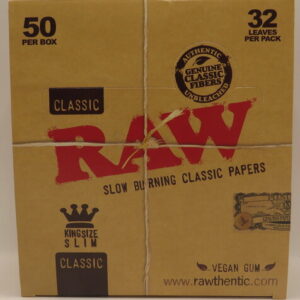 50
PER BOX
32
LEAVES
PER PACK
AUTHENTIC
GENUINE
CLASSIC
FIBERS
UNBLEACHED
CLASSIC
RAW
SLOW BURNING CLASSIC PAPERS
KINGSIZE
SLIM
CLASSIC
VEGAN GUM
www.rawthentic.com